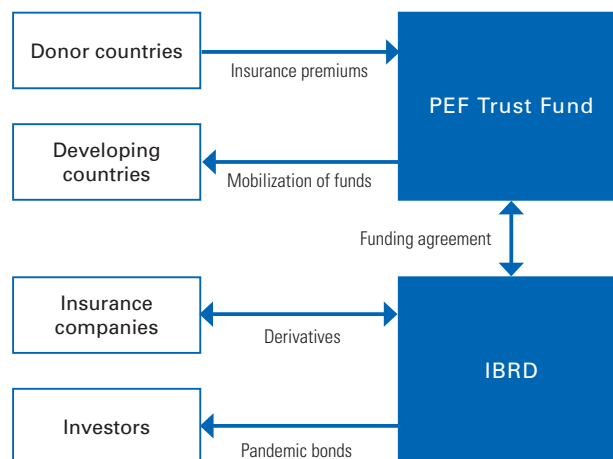 Donor countries
Insurance premiums
PEF Trust Fund
Developing
countries
Mobilization of funds
Funding agreement
Insurance
companies
Derivatives
IBRD
Investors
Pandemic bonds